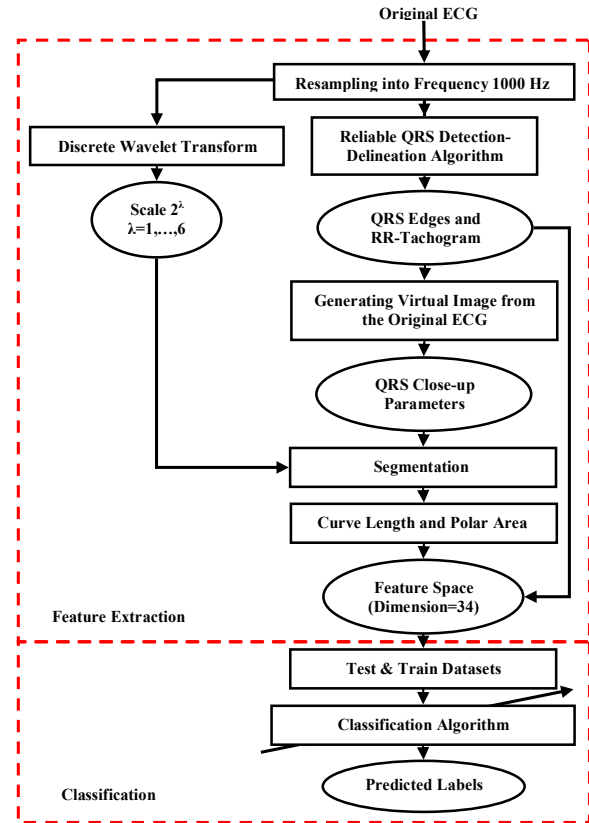 Original ECG
Resampling into Frequency 1000 Hz
Discrete Wavelet Transform
Reliable QRS Detection-
Delineation Algorithm
Scale 2^λ
λ=1,…,6
QRS Edges and
RR-Tachogram
Generating Virtual Image from
the Original ECG
QRS Close-up
Parameters
Segmentation
Curve Length and Polar Area
Feature Space
(Dimension=34)
Feature Extraction
Test & Train Datasets
Classification Algorithm
Predicted Labels
Classification